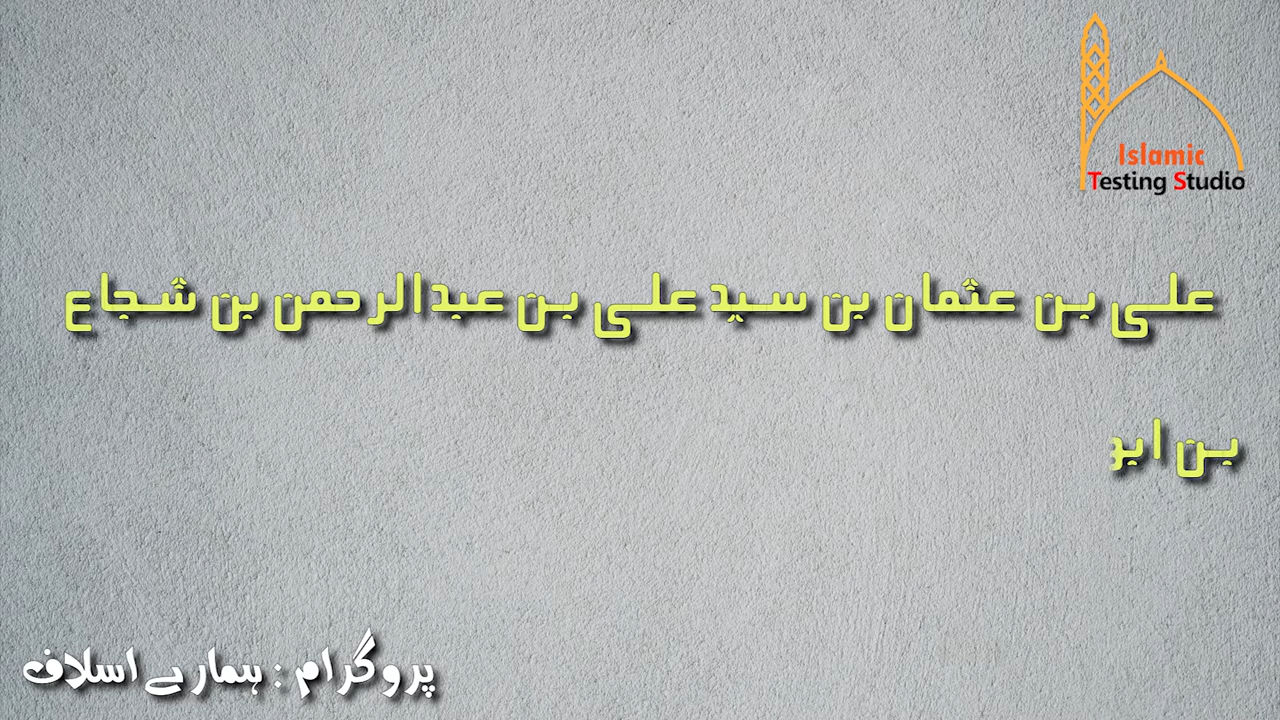 Islamic
Testing Studio
علی بن عثمان بن سید علی بن عبدالرحمن بن شجاع
بن ابو
پروگرام : ہمارے اسلاف